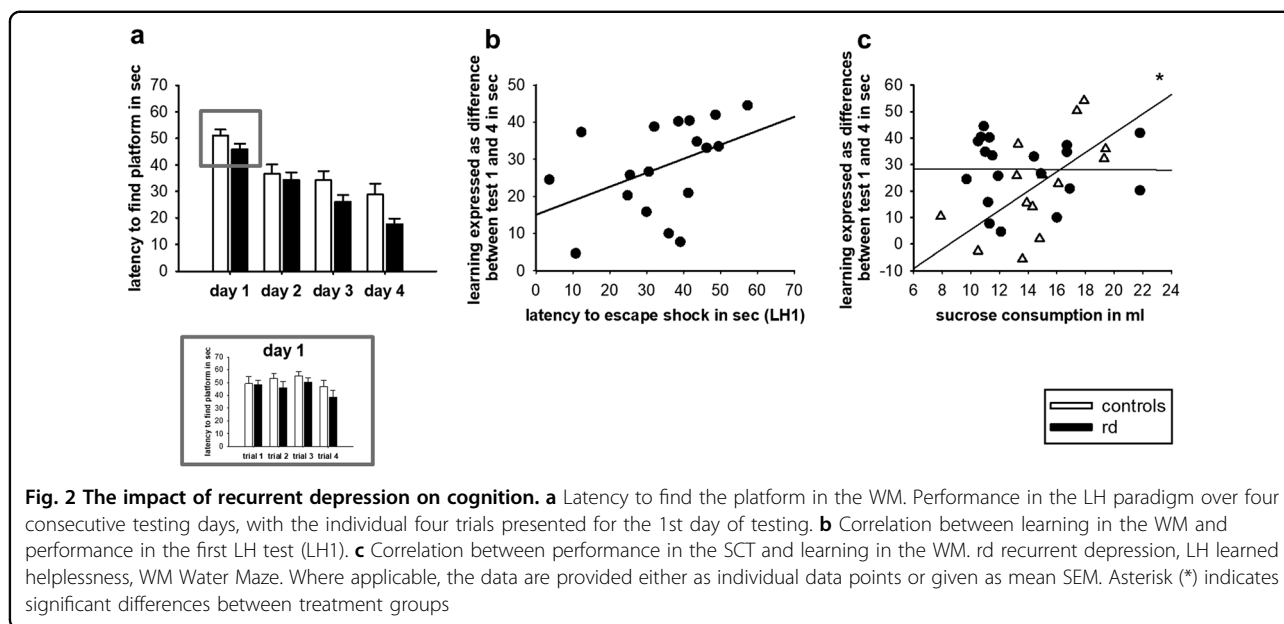 a
latency to find platform in sec
70
60
50
40
30
20
10
0
day 1 day 2 day 3 day 4
day 1
latency to find platform in sec
70
60
50
40
30
20
10
0
trial 1 trial 2 trial 3 trial 4
b
learning expressed as difference
between test 1 and 4 in sec
50
40
30
20
10
0
0 10 20 30 40 50 60 70
latency to escape shock in sec (LH1)
c
learning expressed as differences
between test 1 and 4 in sec
80
60
50
40
30
20
10
0
-10
*
6 8 10 12 14 16 18 20 22 24
sucrose consumption in ml
controls
rd
Fig. 2 The impact of recurrent depression on cognition. a Latency to find the platform in the WM. Performance in the LH paradigm over four
consecutive testing days, with the individual four trials presented for the 1st day of testing. b Correlation between learning in the WM and
performance in the first LH test (LH1). c Correlation between performance in the SCT and learning in the WM. rd recurrent depression, LH learned
helplessness, WM Water Maze. Where applicable, the data are provided either as individual data points or given as mean SEM. Asterisk (*) indicates
significant differences between treatment groups